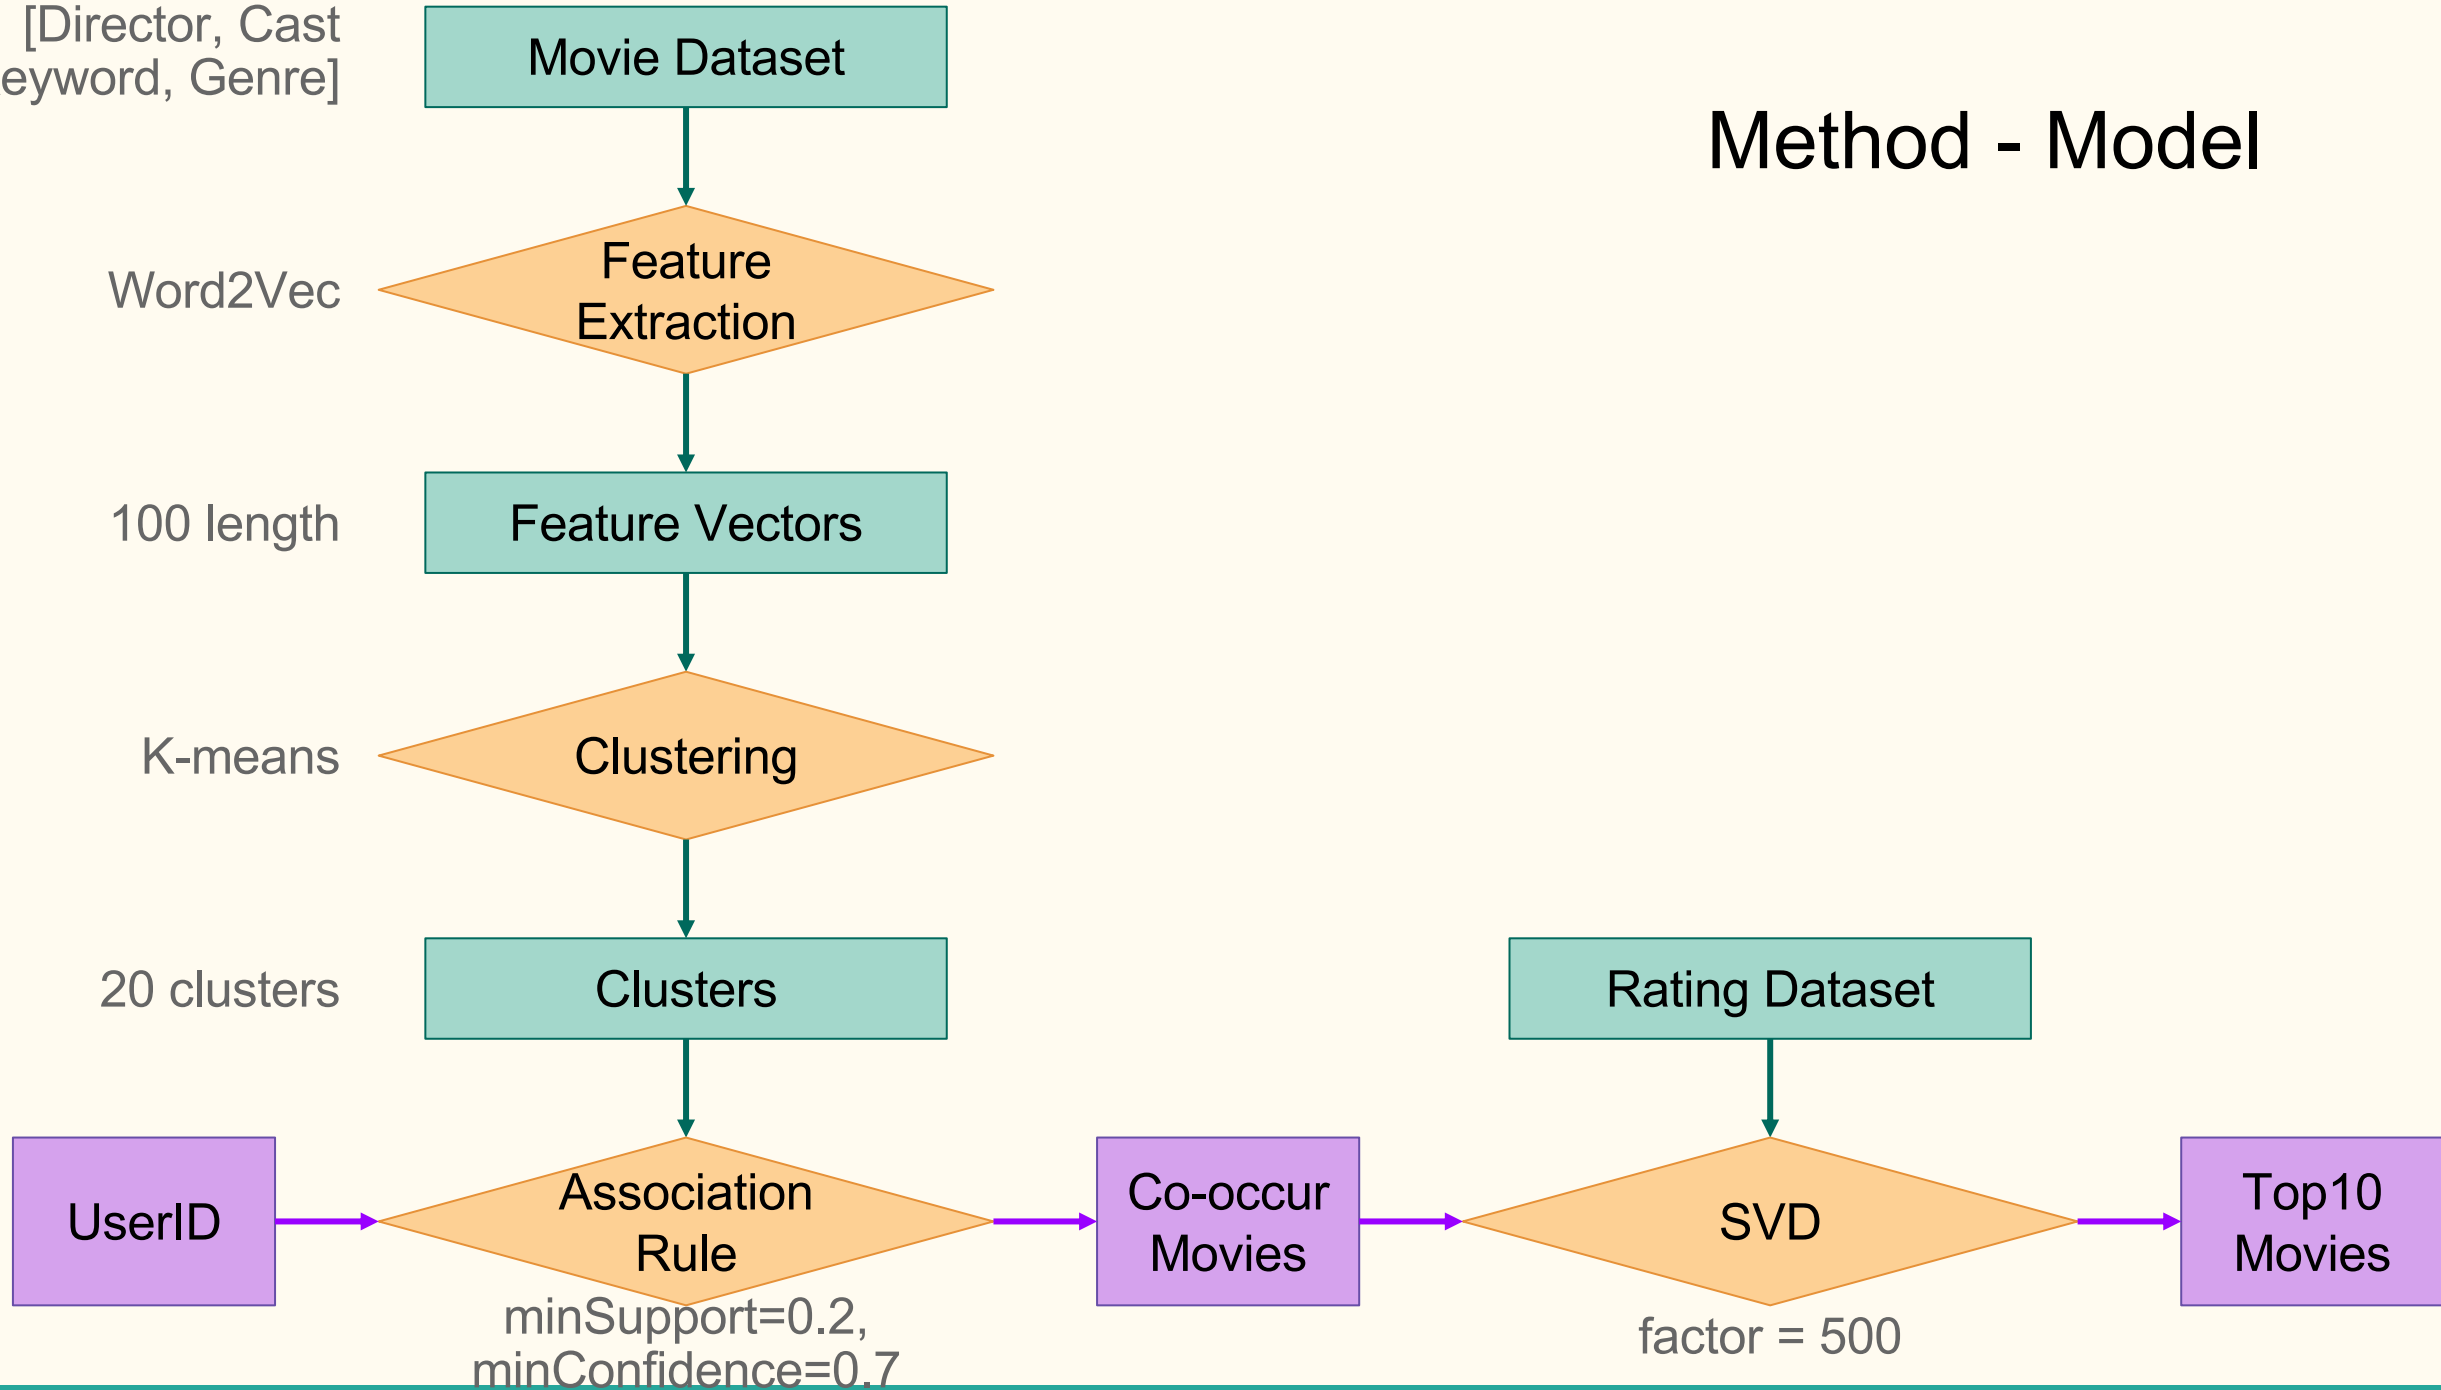 [Director, Cast
eyword, Genre]
Movie Dataset
Method - Model
Word2Vec
Feature
Extraction
100 length
Feature Vectors
K-means
Clustering
20 clusters
Clusters
Rating Dataset
UserID
Association
Rule
minSupport=0.2,
minConfidence=0.7
Co-occur
Movies
SVD
factor = 500
Top10
Movies